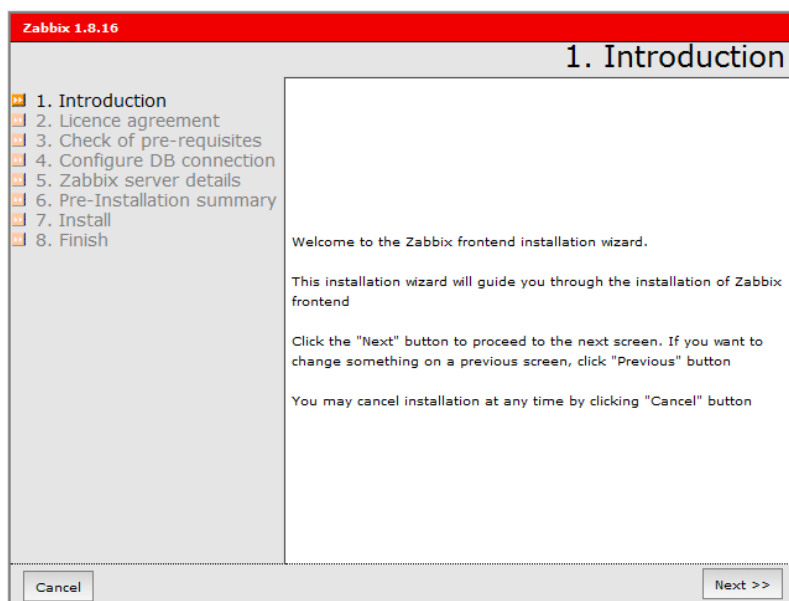 Zabbix 1.8.16
1. Introduction
1. Introduction
2. Licence agreement
3. Check of pre-requisites
4. Configure DB connection
5. Zabbix server details
6. Pre-Installation summary
7. Install
8. Finish
Welcome to the Zabbix frontend installation wizard.
This installation wizard will guide you through the installation of Zabbix
frontend
Click the "Next" button to proceed to the next screen. If you want to
change something on a previous screen, click "Previous" button
You may cancel installation at any time by clicking "Cancel" button
Cancel
Next >>